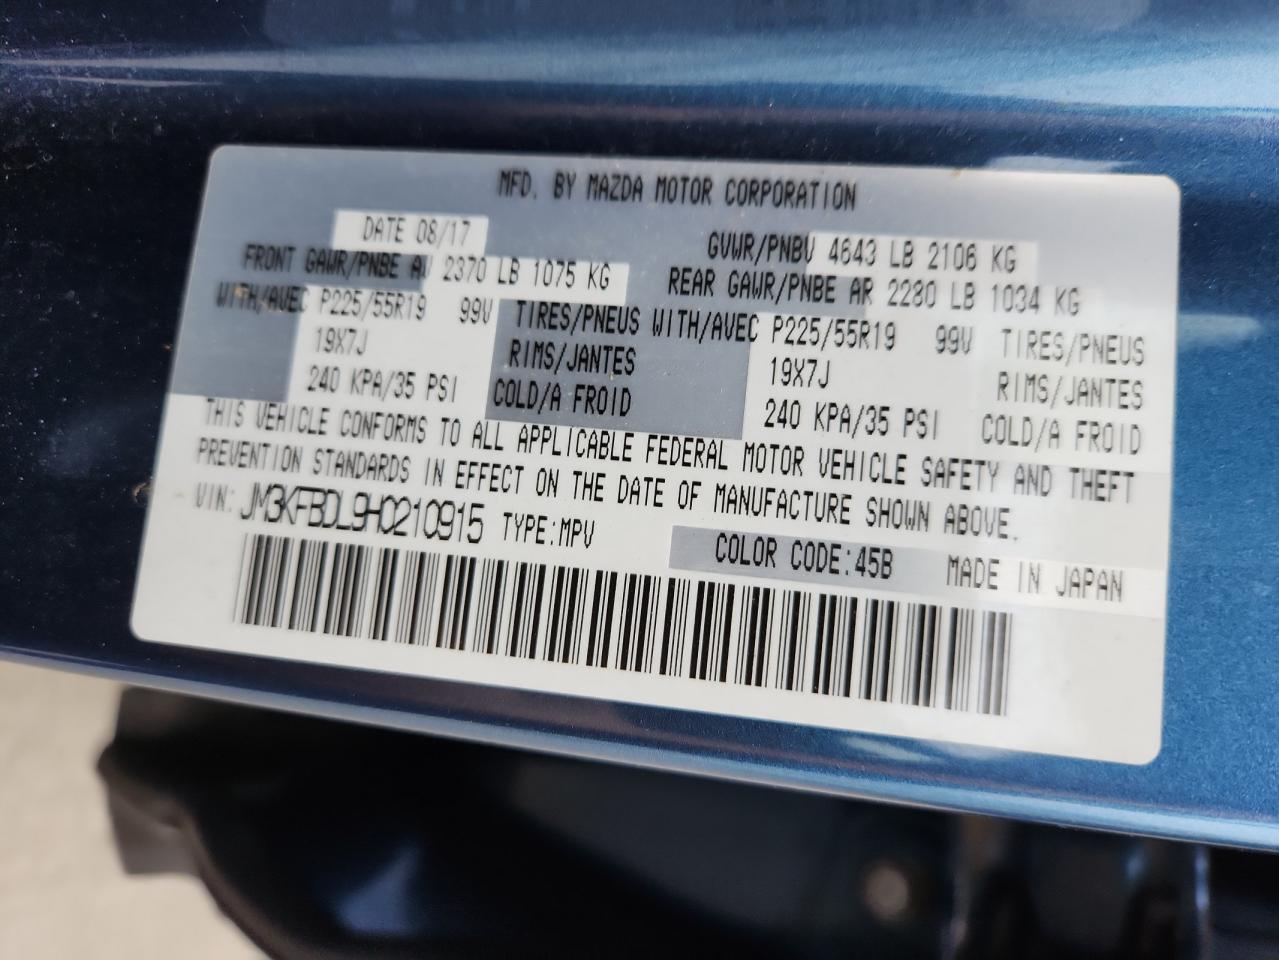 MFD. BY MAZDA MOTOR CORPORATION
DATE 08/17 GVWR/PNBV 4643 LB 2106 KG
FRONT GAWR/PNBE AV 2370 LB 1075 KG REAR GAWR/PNBE AR 2280 LB 1034 KG
WITH/AVEC P225/55R19 99V TIRES/PNEUS WITH/AVEC P225/55R19 99V TIRES/PNEUS
19X7J RIMS/JANTES 19X7J RIMS/JANTES
240 KPA/35 PSI COLD/A FROID 240 KPA/35 PSI COLD/A FROID
THIS VEHICLE CONFORMS TO ALL APPLICABLE FEDERAL MOTOR VEHICLE SAFETY AND THEFT
PREVENTION STANDARDS IN EFFECT ON THE DATE OF MANUFACTURE SHOWN ABOVE.
VIN: JM3KFBDL9H0210915 TYPE:MPV COLOR CODE:45B MADE IN JAPAN